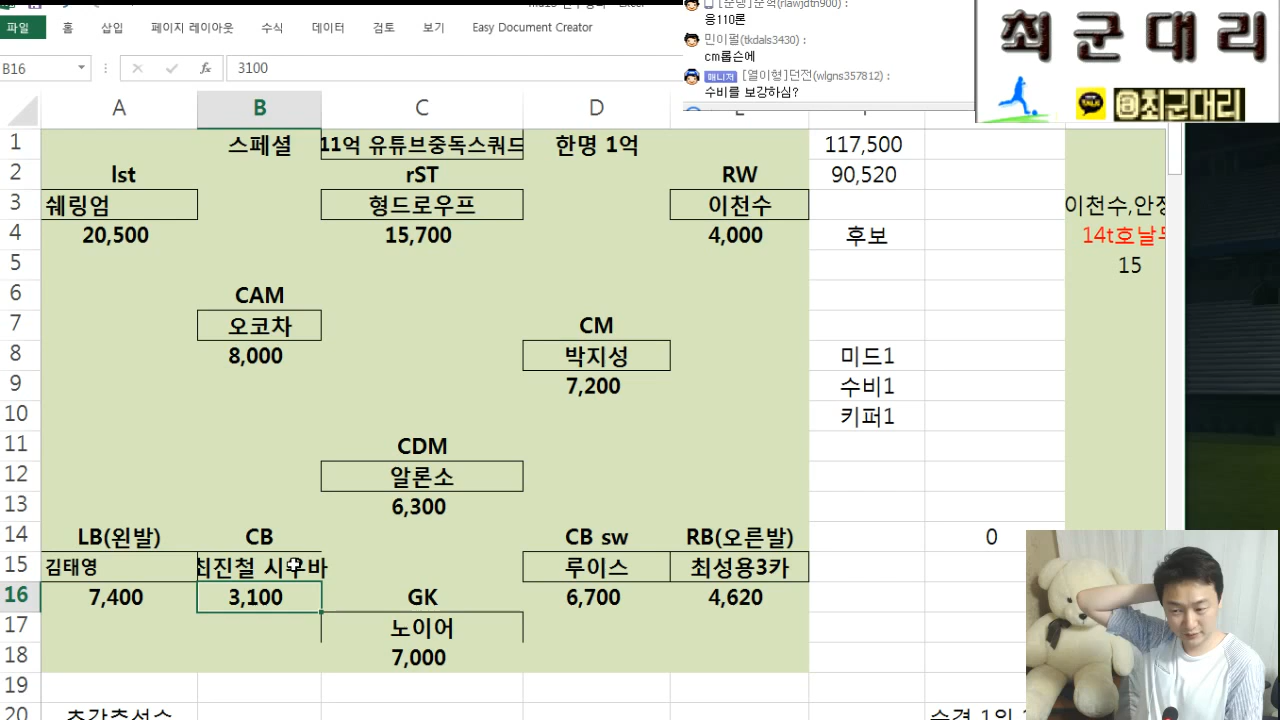 파일 홈 삽입 페이지 레이아웃 수식 데이터 검토 보기 Easy Document Creator
응110론
민이펄(tkdals3430) :
cm롭슨에
매니저 [열이형]던전(wlgns357812) :
수비를 보강하심?
최군대리
TALK @최군대리
B16 fx 3100
A B C D
1 스페셜 11억 유튜브중독스쿼드 한명 1억 117,500
2 lst rST RW 90,520
3 쉐링엄 형드로우프 이천수 이천수,안정
4 20,500 15,700 4,000 후보 14t호날두
5 15
6 CAM
7 오코차 CM
8 8,000 박지성 미드1
9 7,200 수비1
10 키퍼1
11 CDM
12 알론소
13 6,300
14 LB(왼발) CB CB sw RB(오른발) 0
15 김태영 최진철 시우바 루이스 최성용3카
16 7,400 3,100 GK 6,700 4,620
17 노이어
18 7,000
19
20